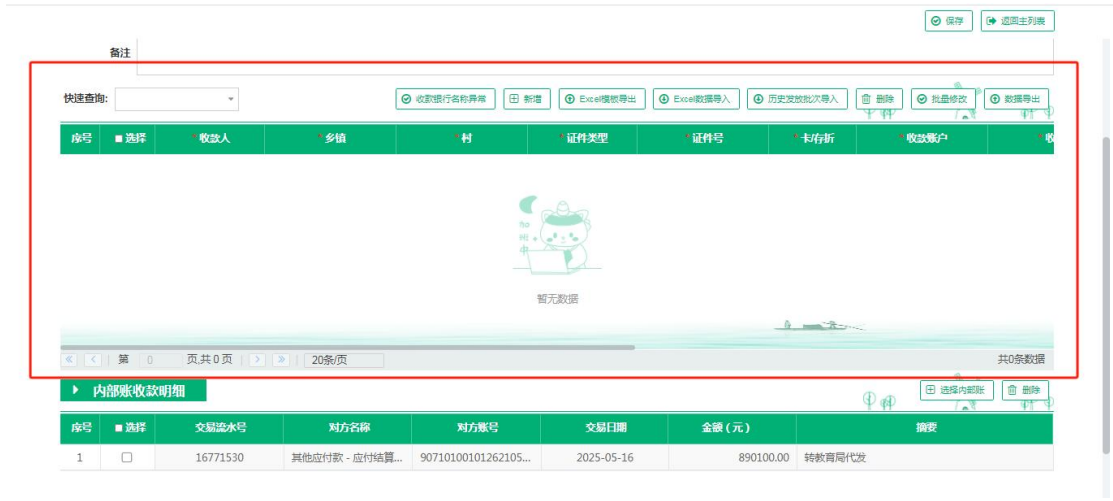 保存 返回主列表
备注
快速查询: 收款银行名称异常 新增 Excel模板导出 Excel数据导入 历史发放批次导入 删除 批量修改 数据导出
序号 选择 *收款人 *乡镇 *村 *证件类型 *证件号 *卡/存折 *收款账户 *收
加
班
中
暂无数据
第 0 页,共 0 页 20条/页 共0条数据
内部账收款明细 选择内部账 删除
序号 选择 交易流水号 对方名称 对方账号 交易日期 金额 ( 元 ) 摘要
1 16771530 其他应付款 - 应付结算... 90710100101262105... 2025-05-16 890100.00 转教育局代发